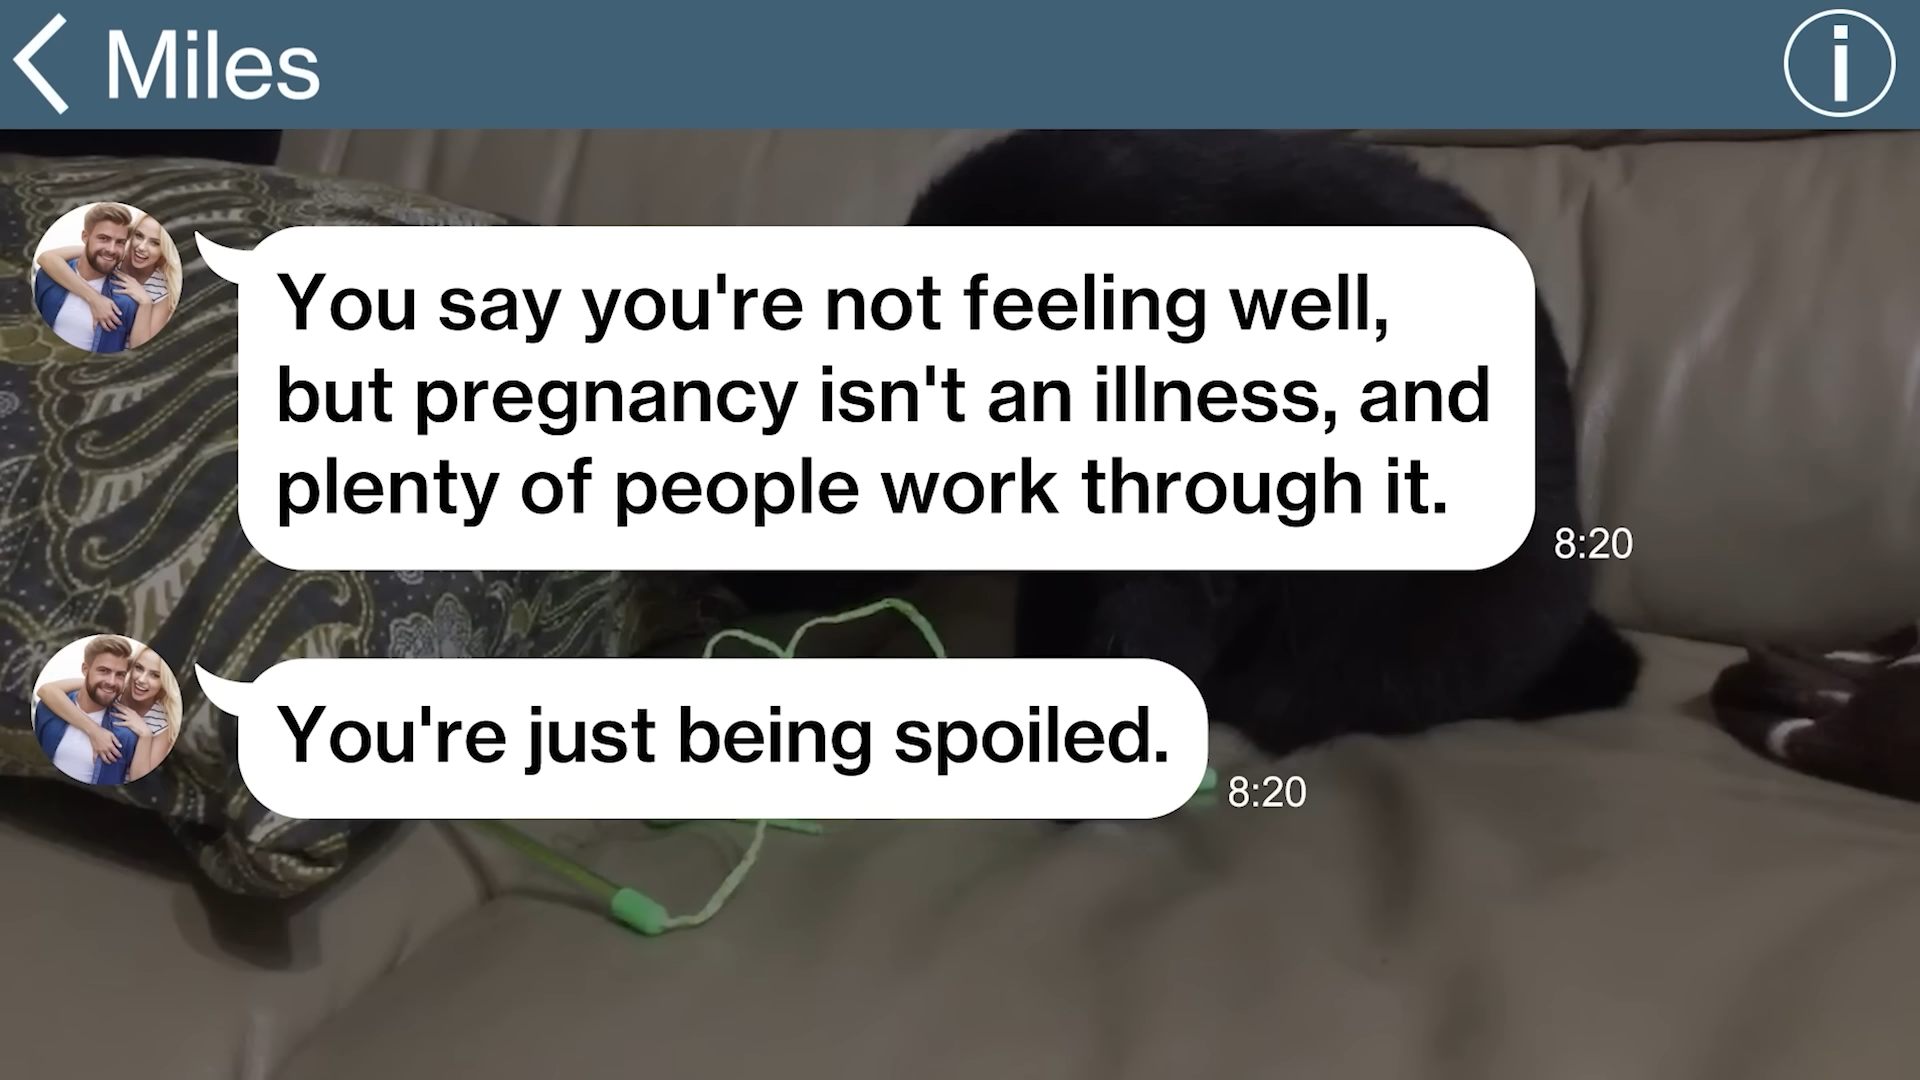 Miles
You say you're not feeling well,
but pregnancy isn't an illness, and
plenty of people work through it.
8:20
You're just being spoiled.
8:20